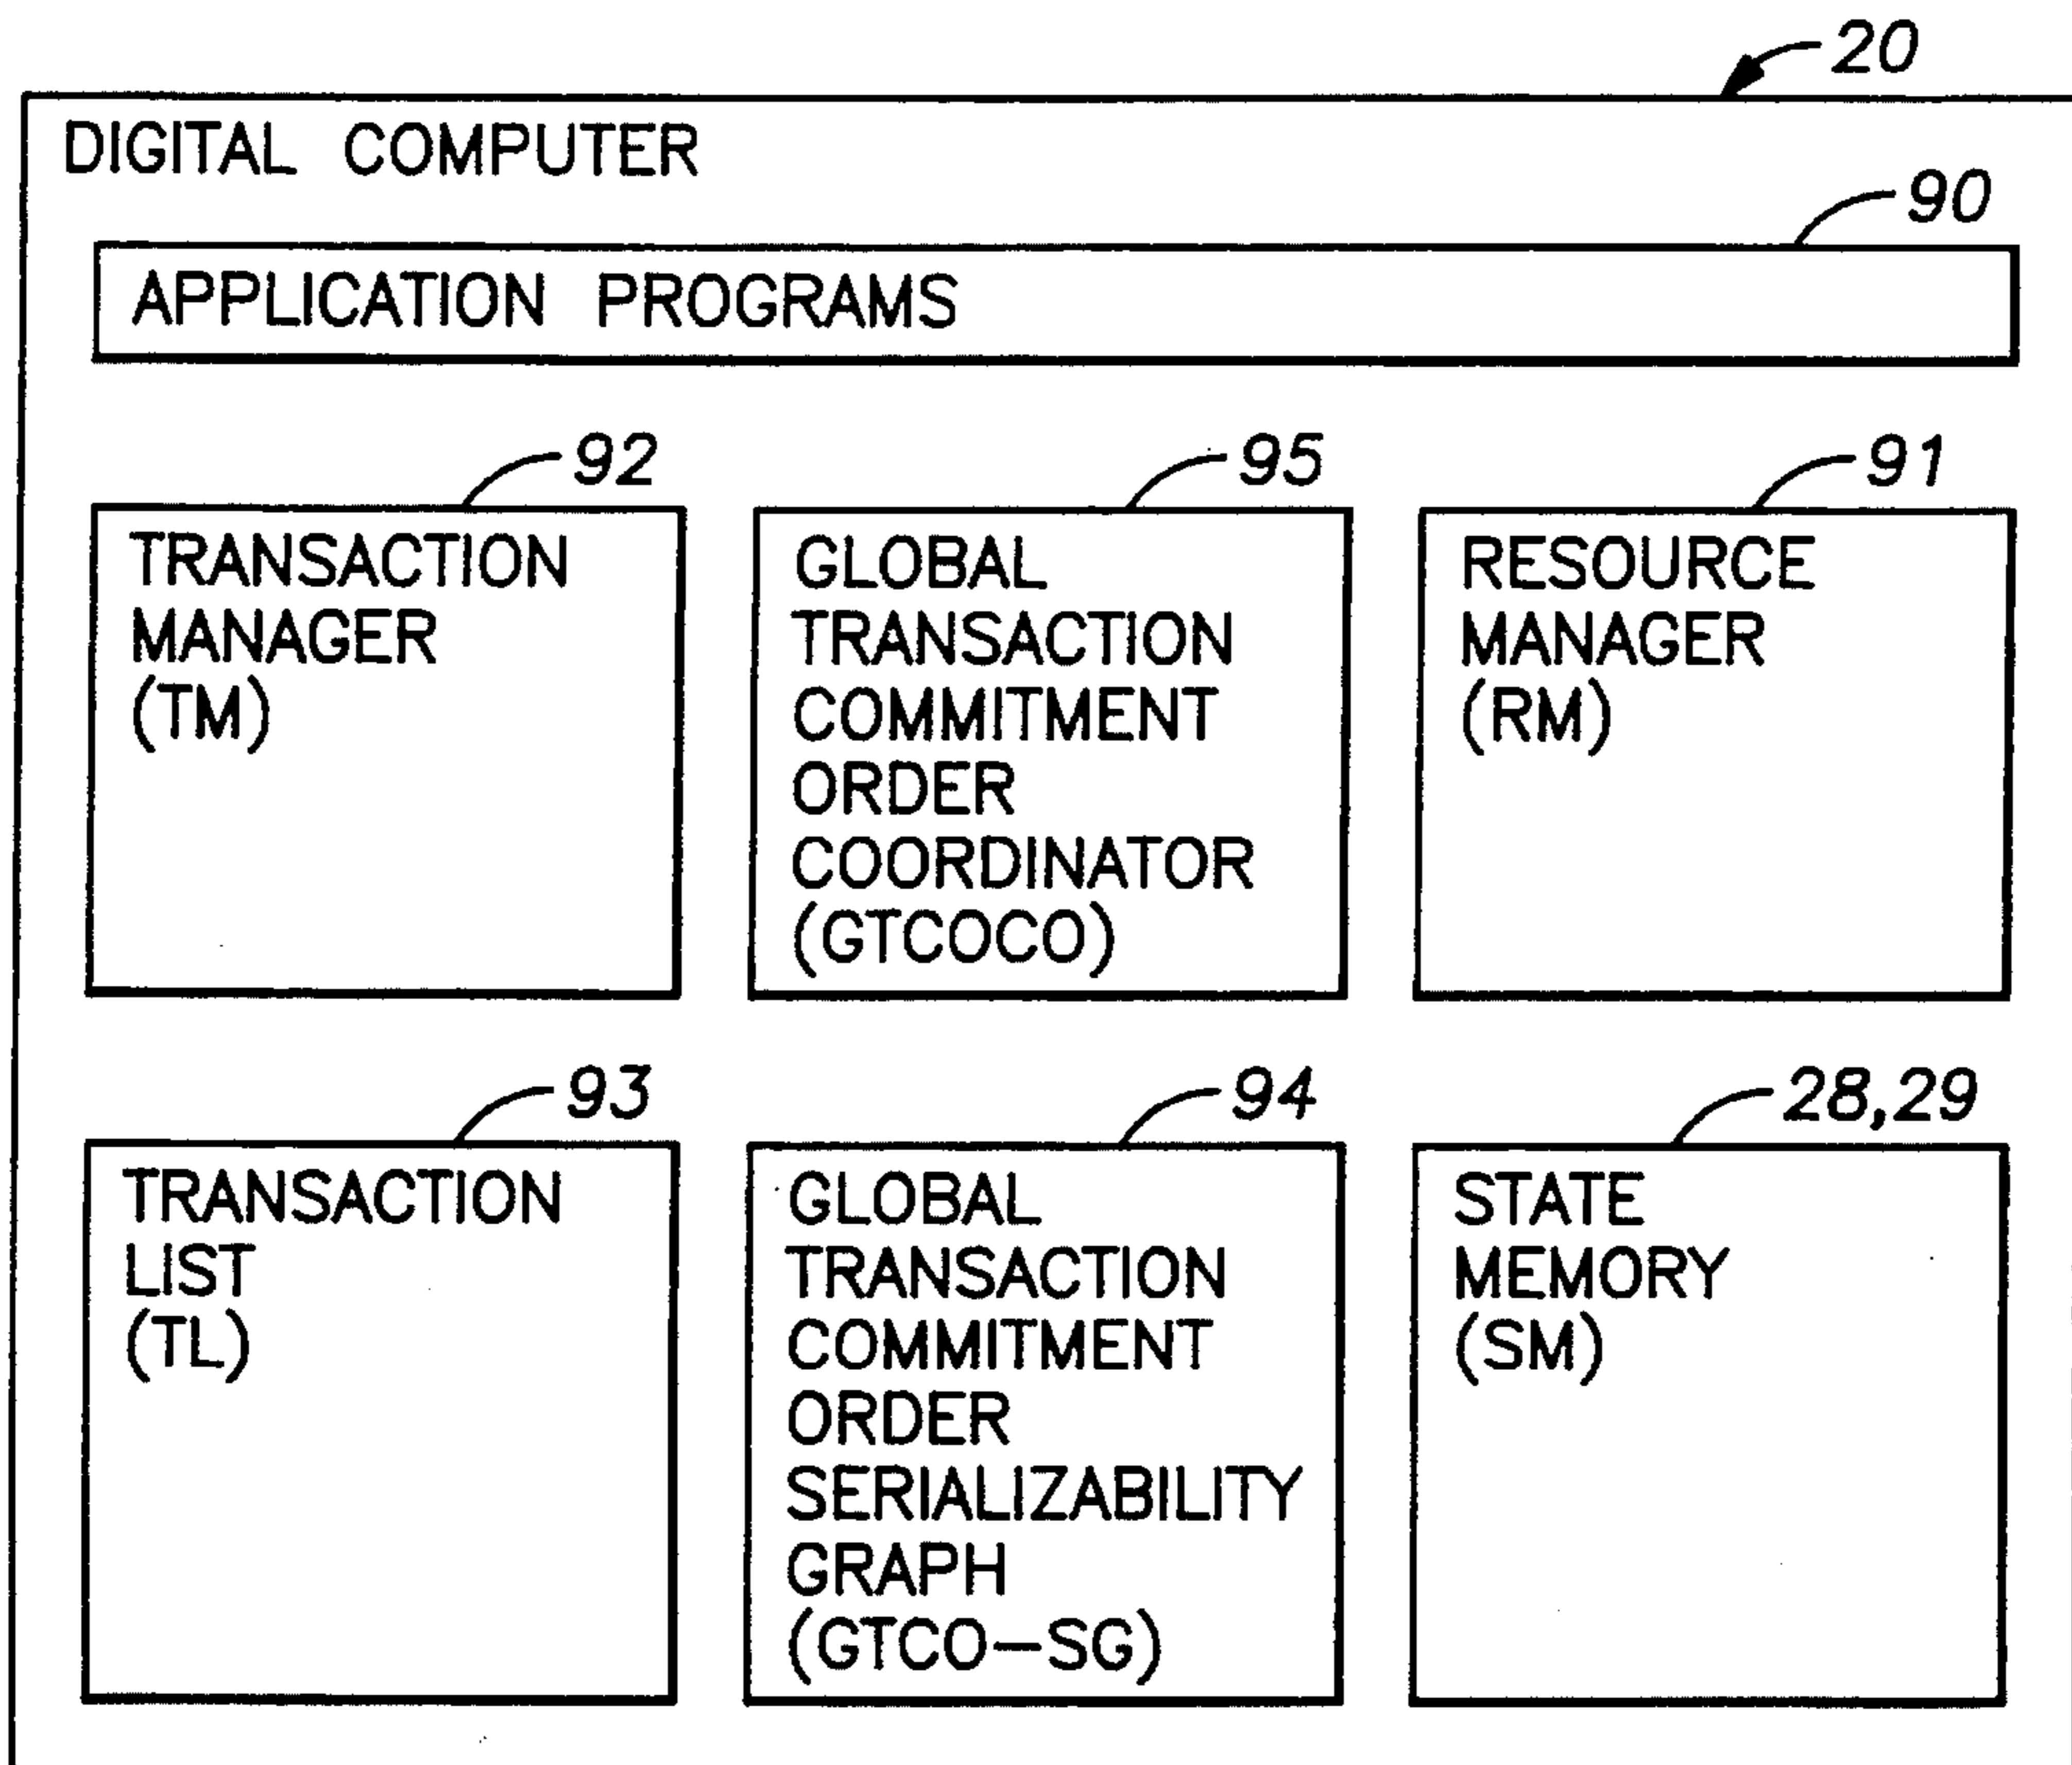 20
DIGITAL COMPUTER
90
APPLICATION PROGRAMS
92
TRANSACTION
MANAGER
(TM)
95
GLOBAL
TRANSACTION
COMMITMENT
ORDER
COORDINATOR
(GTCOCO)
91
RESOURCE
MANAGER
(RM)
93
TRANSACTION
LIST
(TL)
94
GLOBAL
TRANSACTION
COMMITMENT
ORDER
SERIALIZABILITY
GRAPH
(GTCO-SG)
28,29
STATE
MEMORY
(SM)